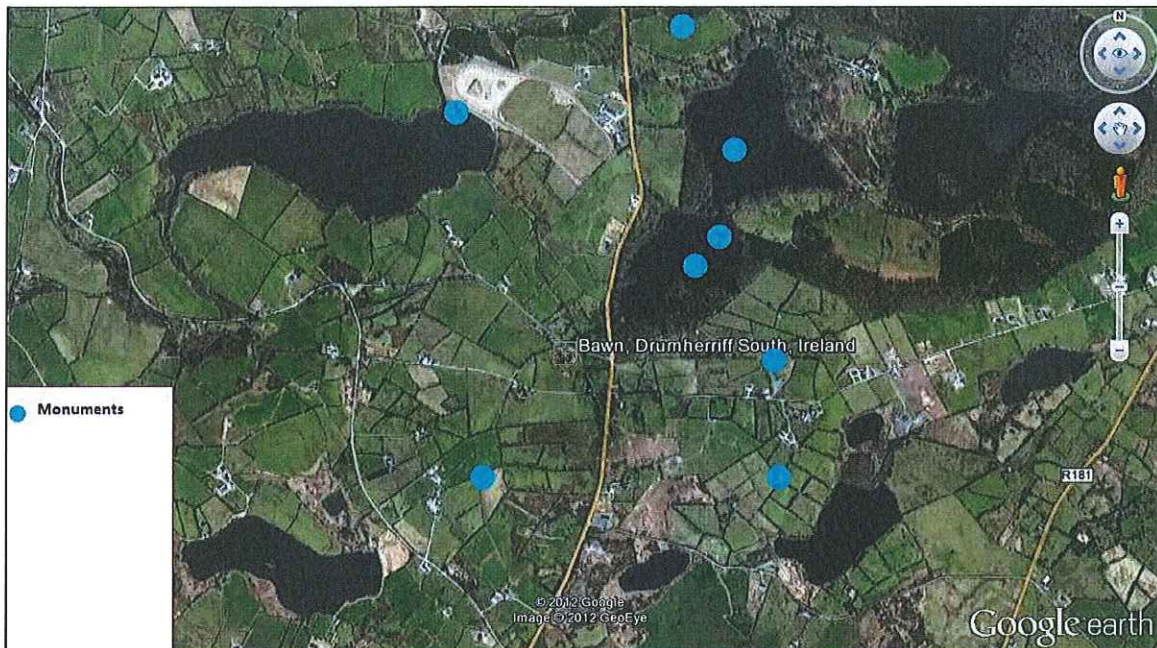 N
Bawn, Drumherriff South, Ireland
Monuments
R181
© 2012 Google
Image © 2012 GeoEye
Google earth